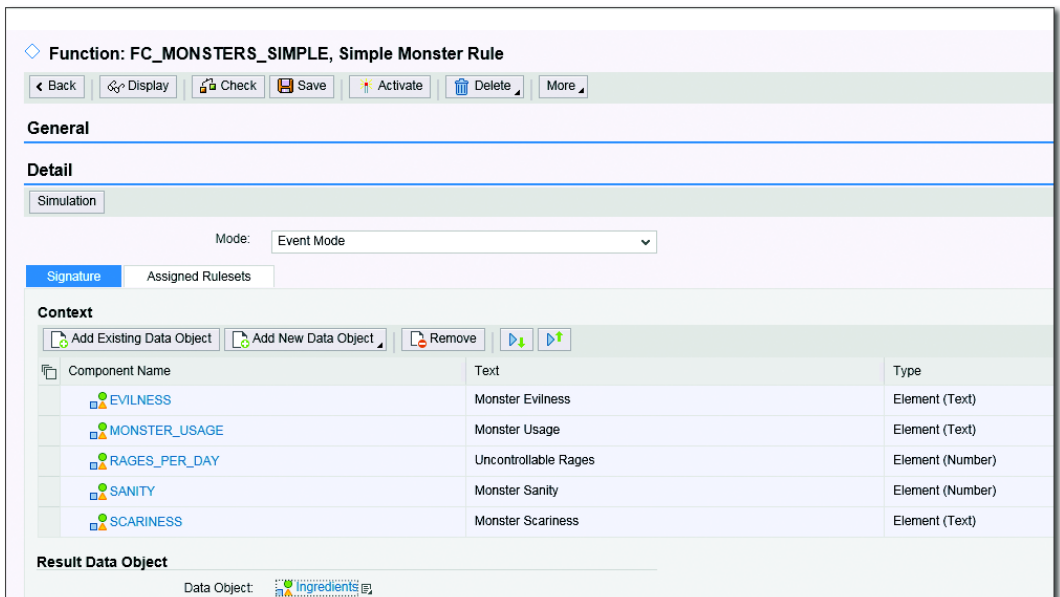 Function: FC_MONSTERS_SIMPLE, Simple Monster Rule
Back Display Check Save Activate Delete More
General
Detail
Simulation
Mode: Event Mode
Signature Assigned Rulesets
Context
Add Existing Data Object Add New Data Object Remove
Component Name Text Type
EVILNESS Monster Evilness Element (Text)
MONSTER_USAGE Monster Usage Element (Text)
RAGES_PER_DAY Uncontrollable Rages Element (Number)
SANITY Monster Sanity Element (Number)
SCARINESS Monster Scariness Element (Text)
Result Data Object
Data Object: Ingredients